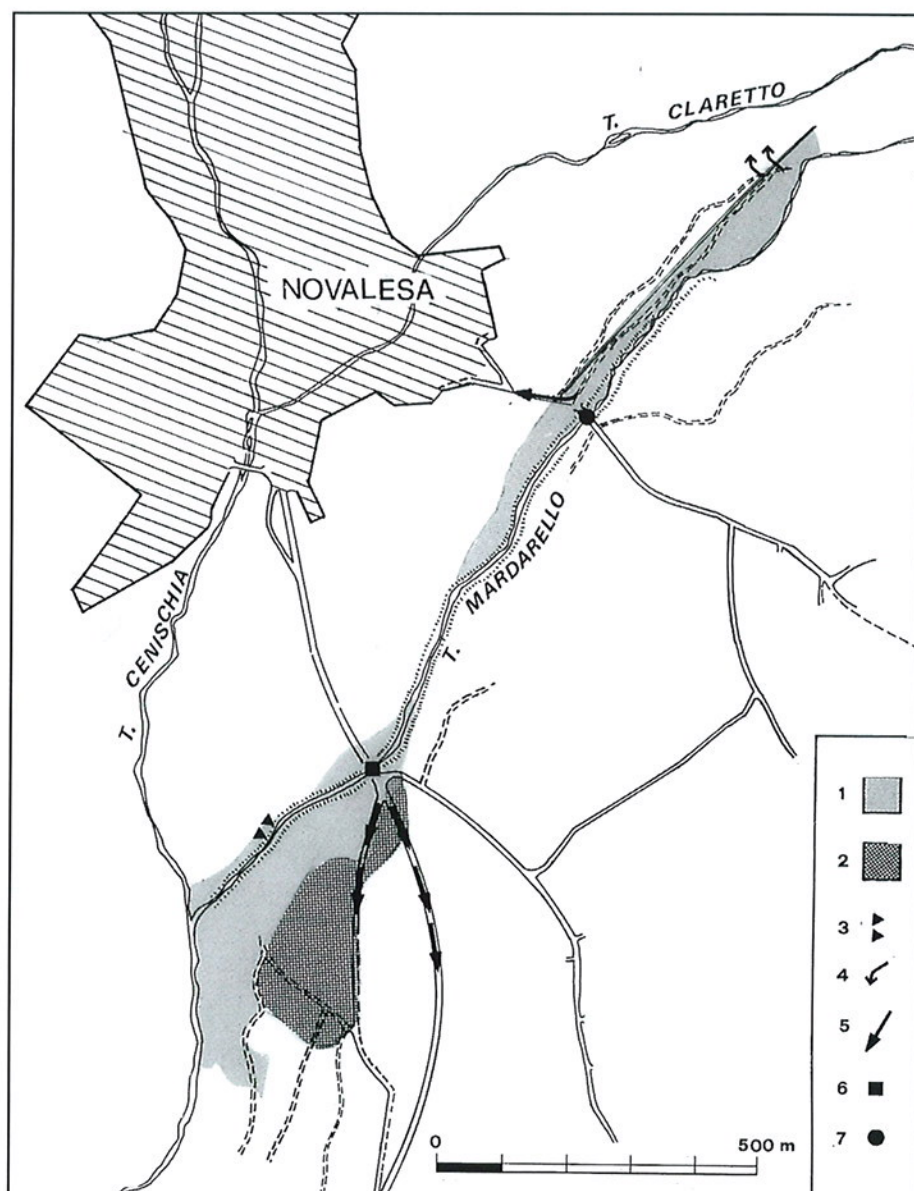 T. CLARETTO
NOVALESA
T. MARDARELLO
T. CENISCHIA
1
2
3
4
5
6
7
0 500 m